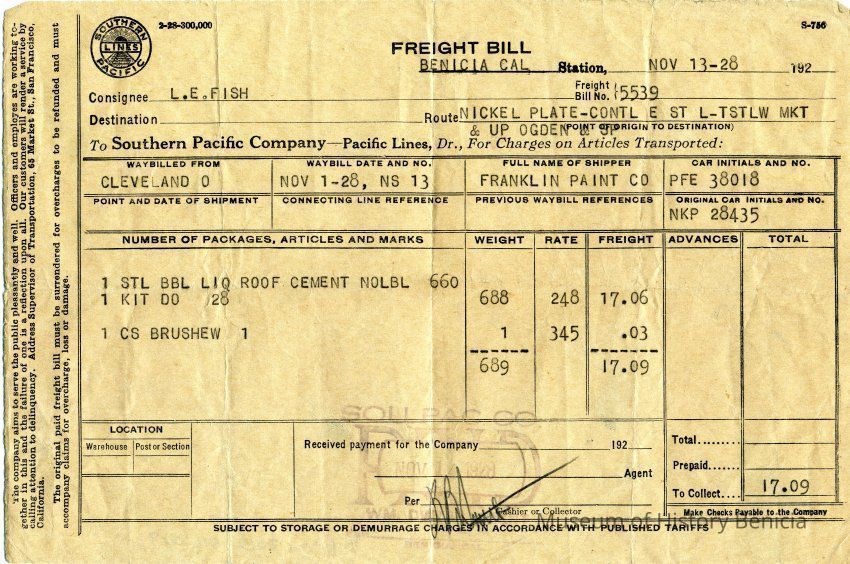 SOUTHERN PACIFIC LINES
2-28-300,000
S-756
FREIGHT BILL
BENICIA CAL Station, NOV 13-28 192
Consignee L.E.FISH
Freight Bill No. 5539
Destination
Route NICKEL PLATE-CONTL E ST L-TSTLW MKT
& UP OGDEN & SP
(POINT OF ORIGIN TO DESTINATION)
To Southern Pacific Company—Pacific Lines, Dr., For Charges on Articles Transported:
WAYBILLED FROM WAYBILL DATE AND NO. FULL NAME OF SHIPPER CAR INITIALS AND NO.
CLEVELAND O NOV 1-28, NS 13 FRANKLIN PAINT CO PFE 38018
POINT AND DATE OF SHIPMENT CONNECTING LINE REFERENCE PREVIOUS WAYBILL REFERENCES ORIGINAL CAR INITIALS AND NO.
NKP 28435
NUMBER OF PACKAGES, ARTICLES AND MARKS WEIGHT RATE FREIGHT ADVANCES TOTAL
1 STL BBL LIQ ROOF CEMENT NOLBL 660
1 KIT DO 28 688 248 17.06
1 CS BRUSHEW 1 1 345 .03
689 17.09
LOCATION
Warehouse Post or Section
SOU PAC CO
Received payment for the Company 192
Agent
Per
Cashier or Collector
Total
Prepaid
To Collect 17.09
Make Checks Payable to the Company
SUBJECT TO STORAGE OR DEMURRAGE CHARGES IN ACCORDANCE WITH PUBLISHED TARIFFS
Museum of History Benicia
The company aims to serve the public pleasantly and well. Officers and employes are working to-
gether in this and the failure of one is a reflection upon all. Our customers will render a service by
calling attention to delinquency. Address Supervisor of Transportation, 65 Market St., San Francisco,
California.
The original paid freight bill must be surrendered for overcharges to be refunded and must
accompany claims for overcharge, loss or damage.